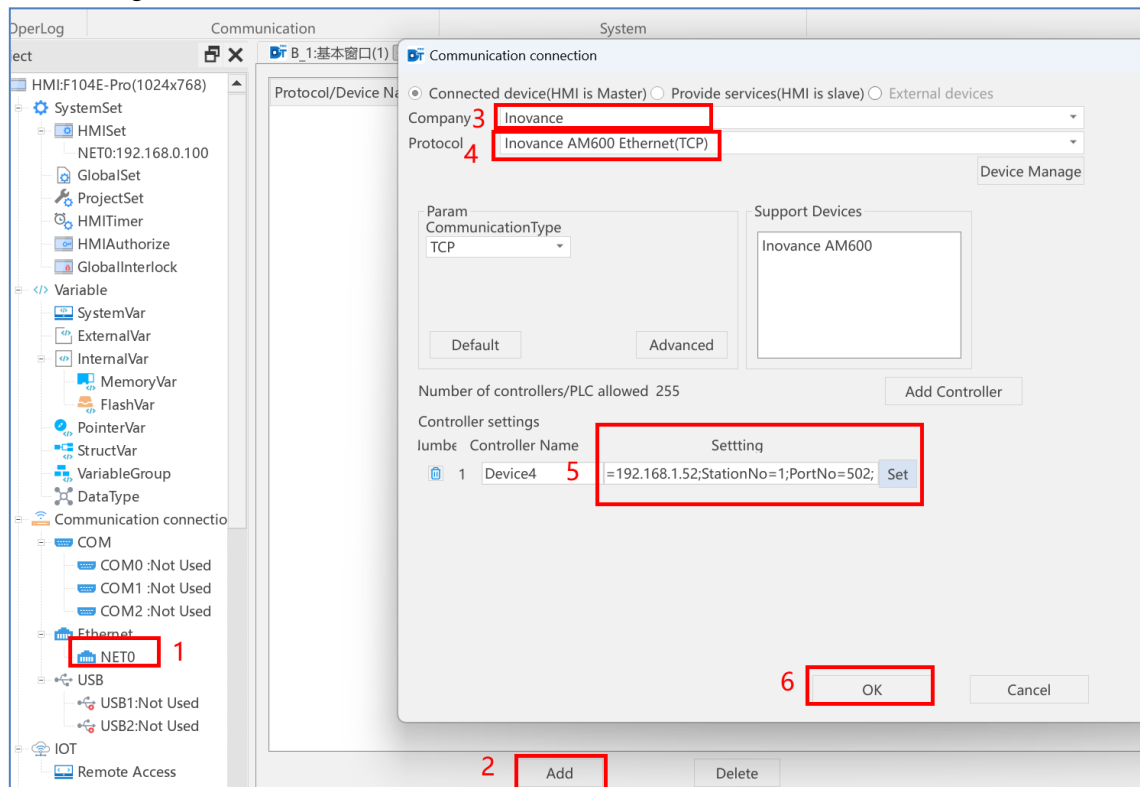 OperLog Communication System
ect B_1:基本窗口(1) Communication connection
HMI:F104E-Pro(1024x768)
SystemSet
HMISet
NET0:192.168.0.100
GlobalSet
ProjectSet
HMITimer
HMIAuthorize
GlobalInterlock
Variable
SystemVar
ExternalVar
InternalVar
MemoryVar
FlashVar
PointerVar
StructVar
VariableGroup
DataType
Communication connectio
COM
COM0 :Not Used
COM1 :Not Used
COM2 :Not Used
Ethernet
NET0 1
USB
USB1:Not Used
USB2:Not Used
IOT
Remote Access
Protocol/Device Na
Connected device(HMI is Master) Provide services(HMI is slave) External devices
Company 3 Inovance
Protocol 4 Inovance AM600 Ethernet(TCP)
Device Manage
Param
CommunicationType
TCP
Default Advanced
Support Devices
Inovance AM600
Number of controllers/PLC allowed 255 Add Controller
Controller settings
lumbe Controller Name Settting
1 Device4 5 =192.168.1.52;StationNo=1;PortNo=502; Set
6 OK Cancel
2 Add Delete